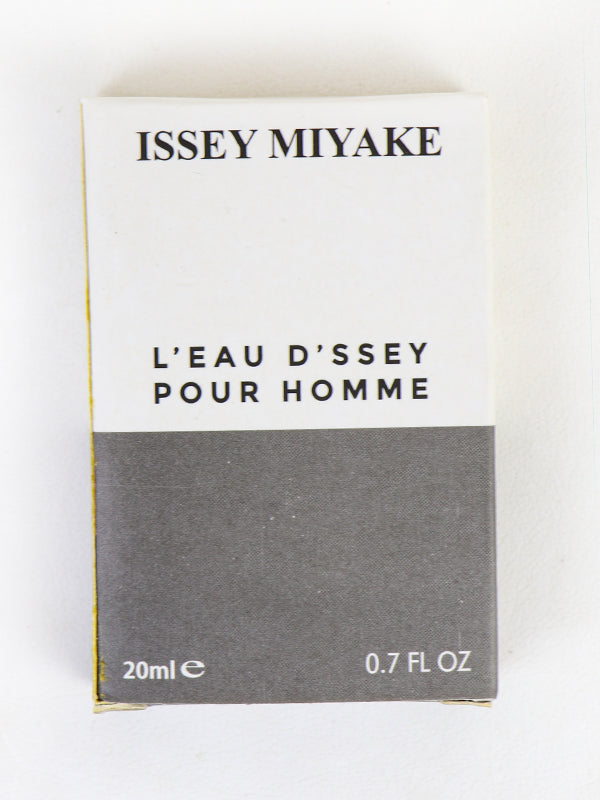 ISSEY MIYAKE
L’EAU D’SSEY
POUR HOMME
20ml ℮
0.7 FL OZ